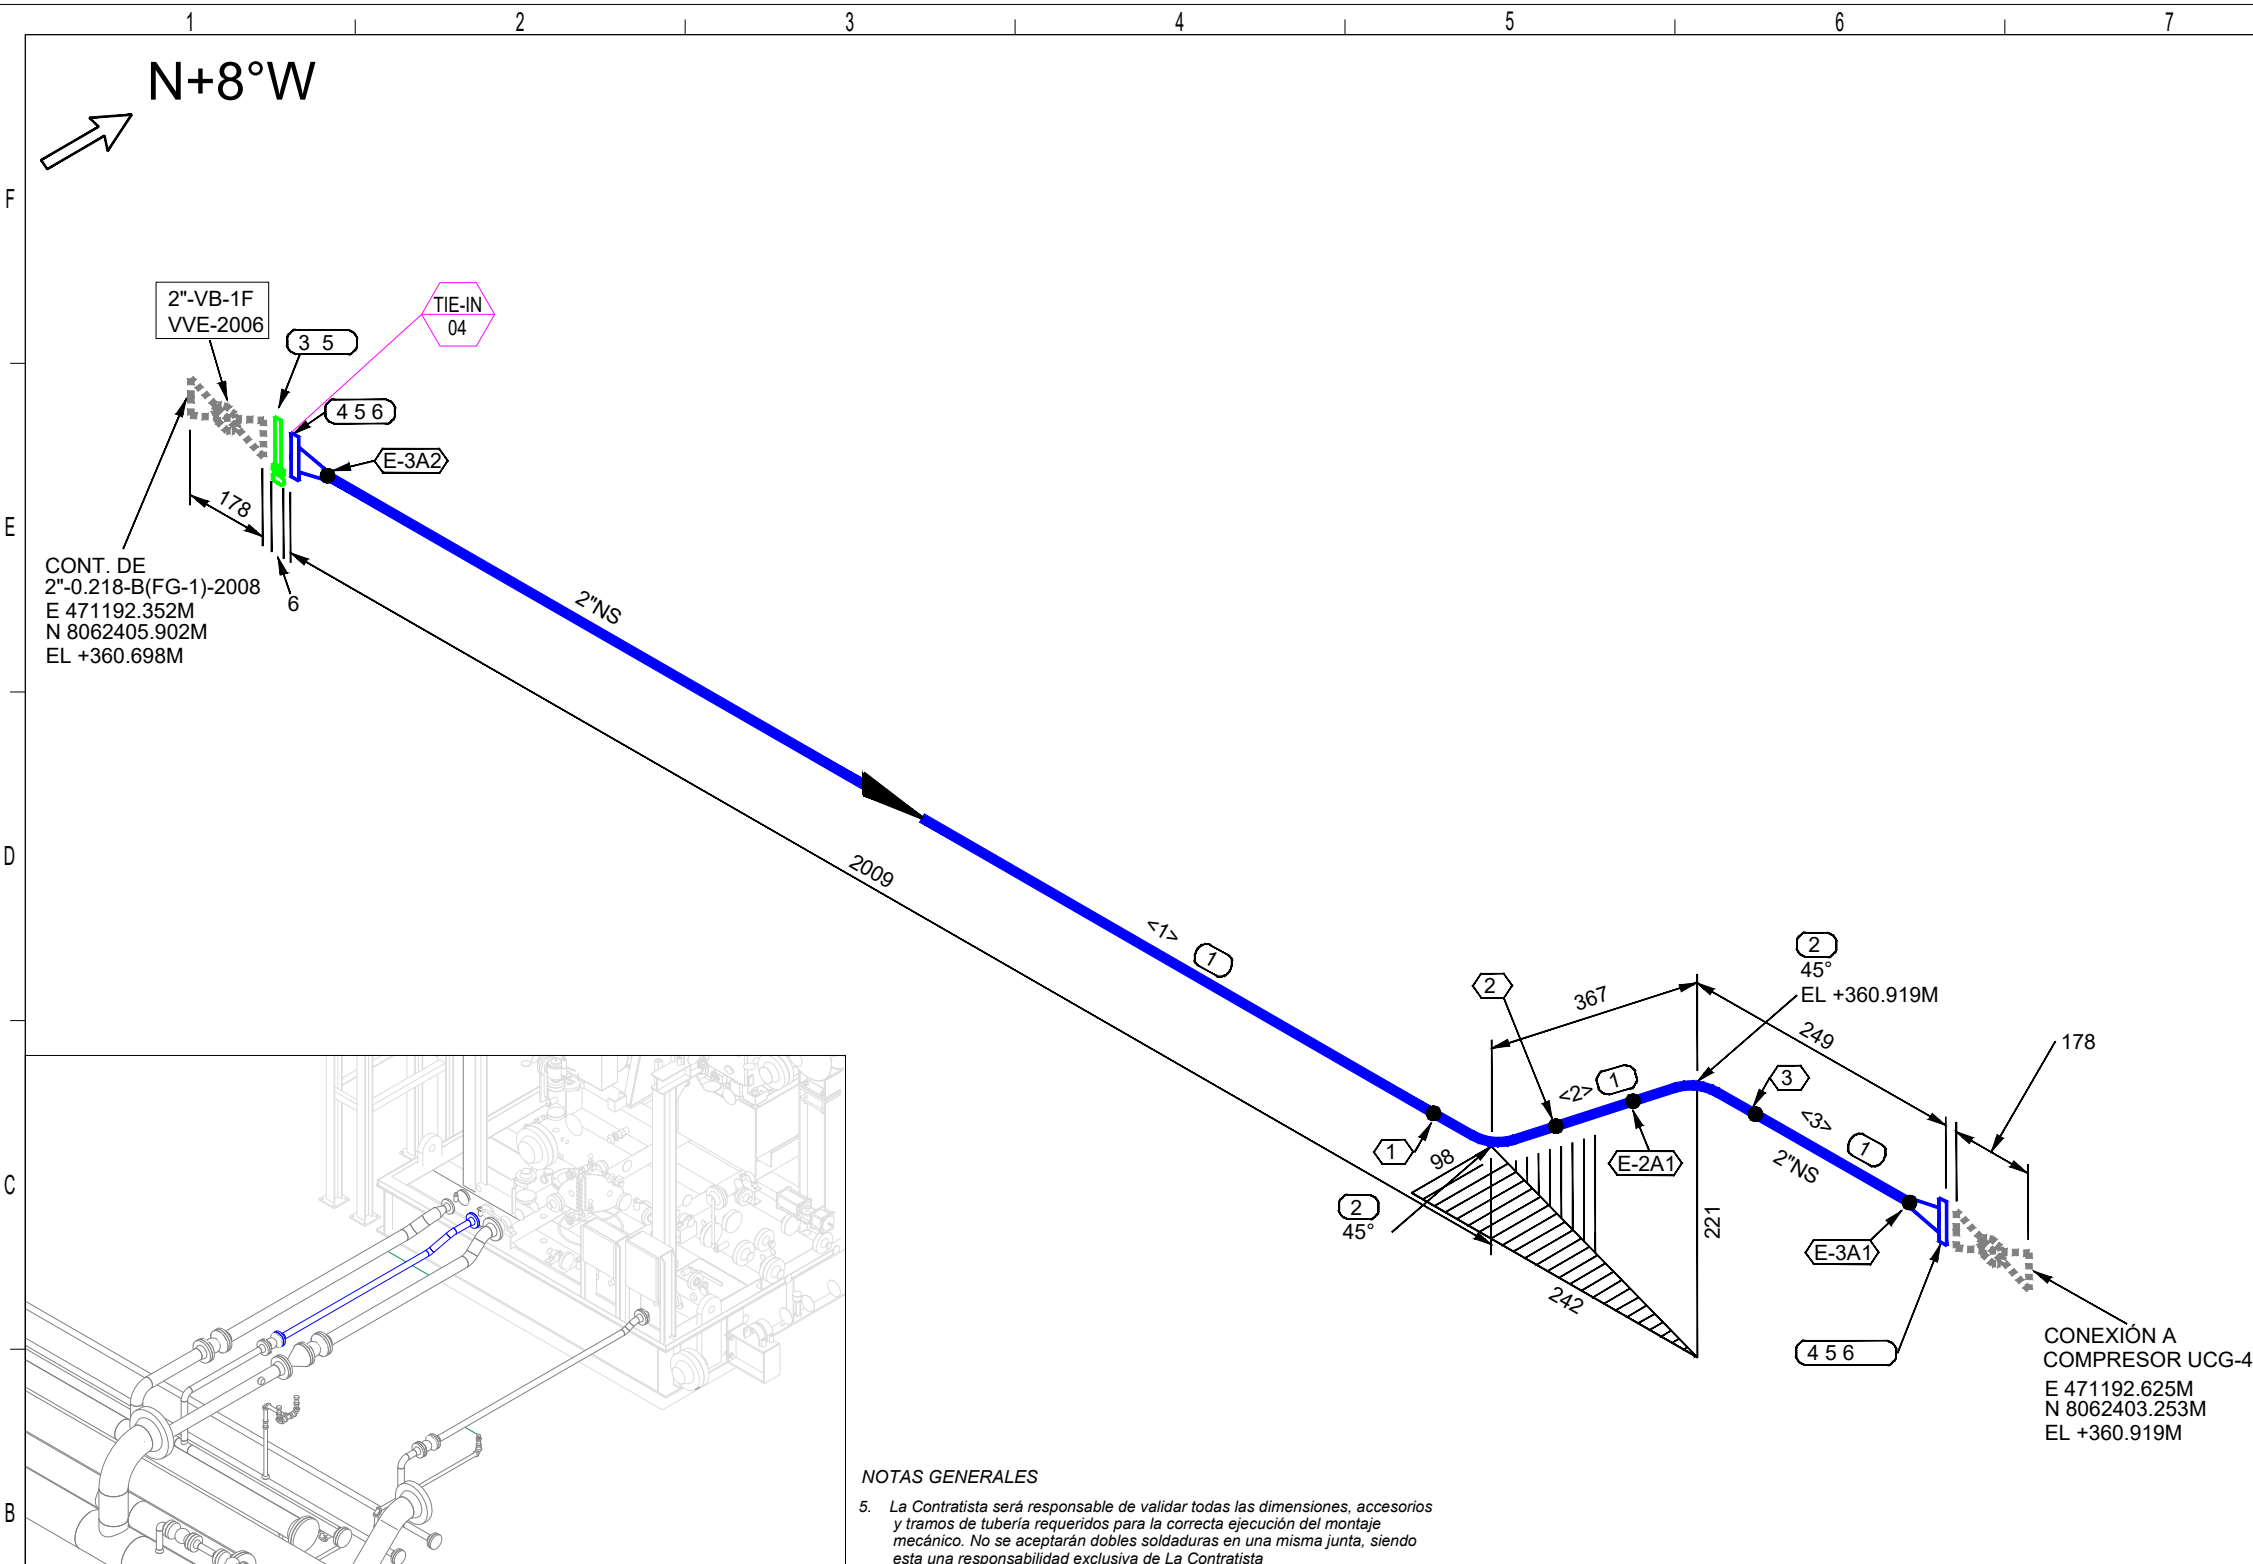 1 2 3 4 5 6 7
N+8°W
F
2"-VB-1F
VVE-2006
3 5
TIE-IN
04
4 5 6
E-3A2
178
E
CONT. DE
2"-0.218-B(FG-1)-2008
E 471192.352M
N 8062405.902M
EL +360.698M
6
2"NS
2009
D
<1>
1
2
367
2
45°
EL +360.919M
249
178
<2>
1
3
<3>
1
2"NS
1
98
E-2A1
2
45°
221
242
E-3A1
C
4 5 6
CONEXIÓN A
COMPRESOR UCG-4
E 471192.625M
N 8062403.253M
EL +360.919M
NOTAS GENERALES
5. La Contratista será responsable de validar todas las dimensiones, accesorios
y tramos de tubería requeridos para la correcta ejecución del montaje
mecánico. No se aceptarán dobles soldaduras en una misma junta, siendo
esta una responsabilidad exclusiva de La Contratista
B